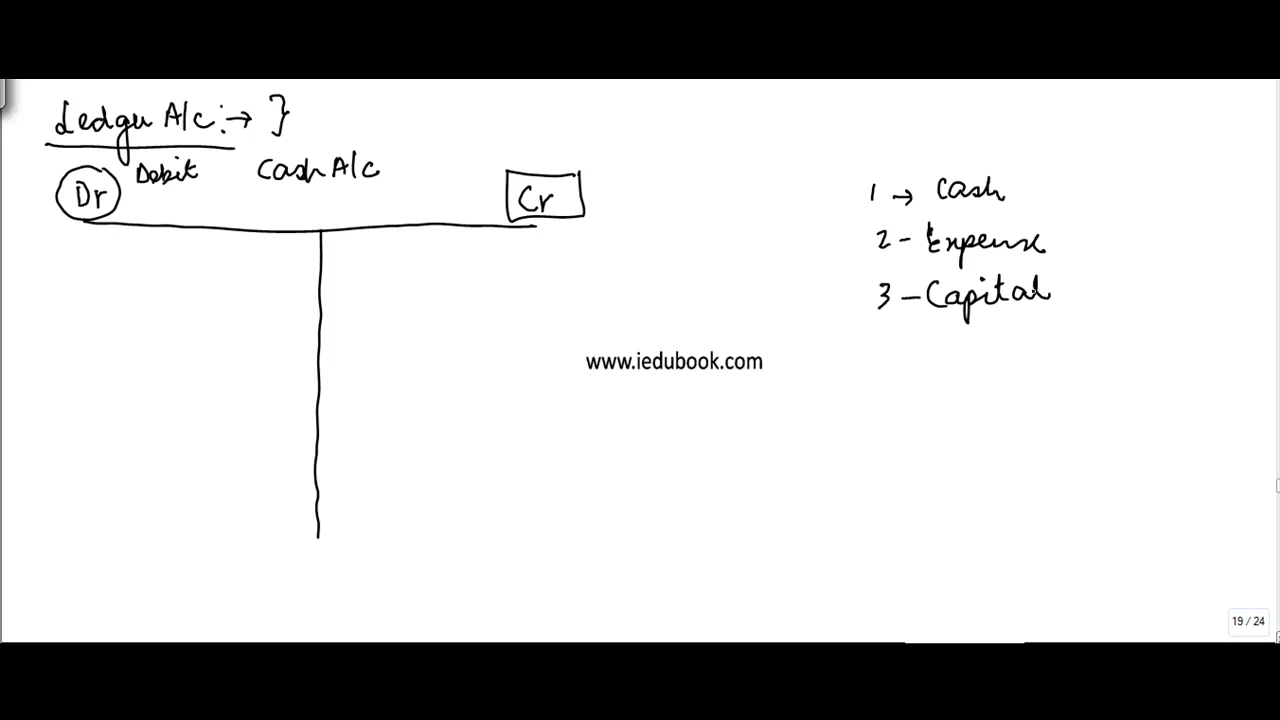 Ledger A/c :→ }
Dr Debit Cash A/c Cr
1 → Cash
2 - Expense
3 - Capital
www.iedubook.com
19 / 24